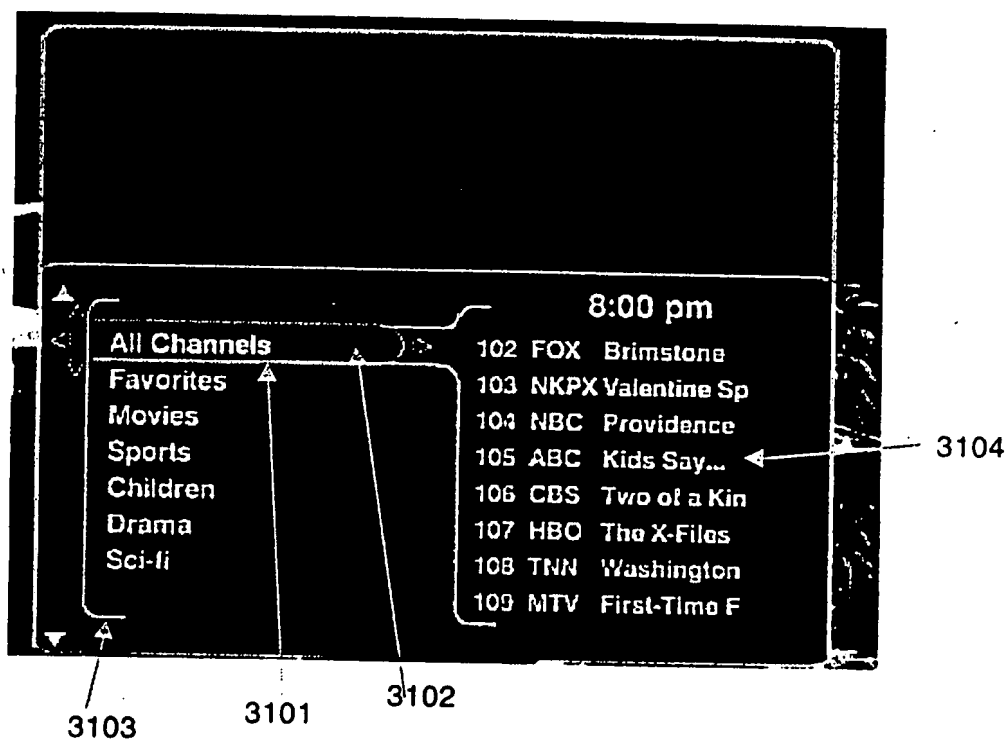 8:00 pm
All Channels
Favorites
Movies
Sports
Children
Drama
Sci-fi
102 FOX Brimstone
103 NKPX Valentine Sp
104 NBC Providence
105 ABC Kids Say...
106 CBS Two of a Kin
107 HBO The X-Files
108 TNN Washington
109 MTV First-Time F
3104
3103
3101
3102